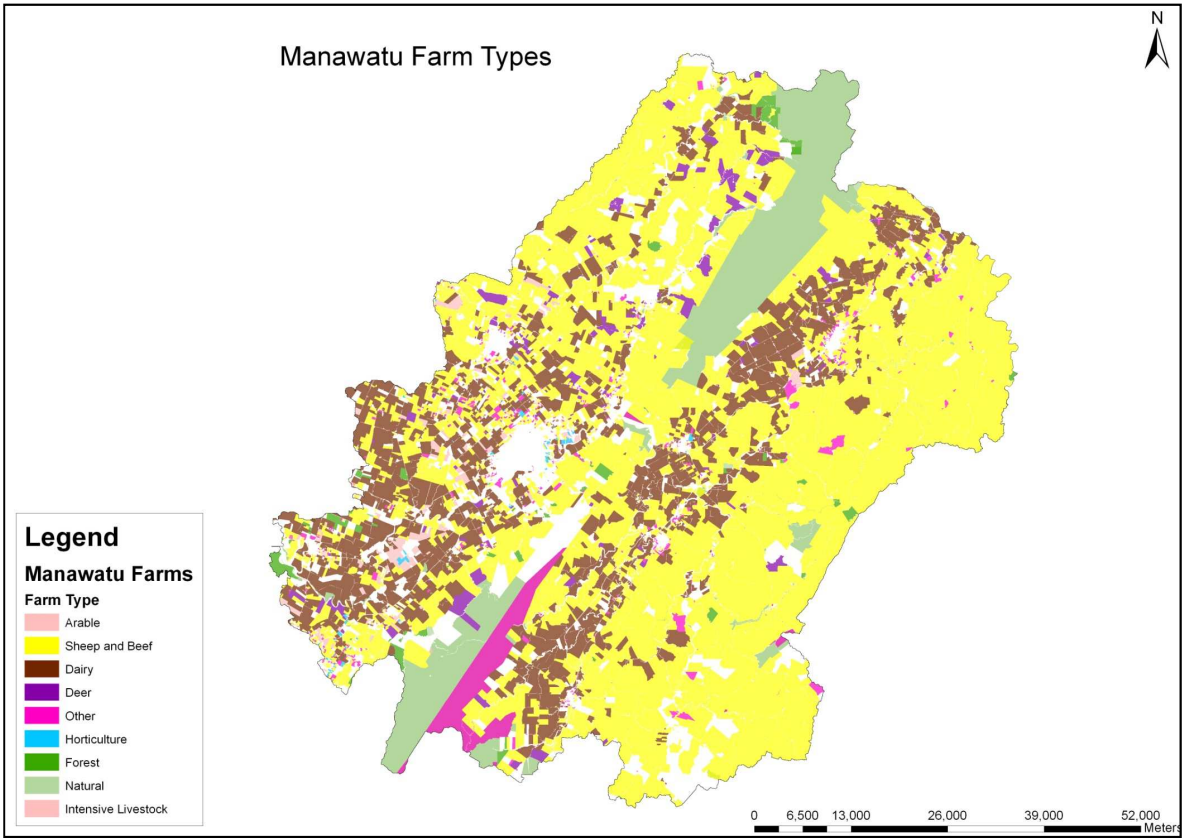 Manawatu Farm Types
N
Legend
Manawatu Farms
Farm Type
Arable
Sheep and Beef
Dairy
Deer
Other
Horticulture
Forest
Natural
Intensive Livestock
0 6,500 13,000 26,000 39,000 52,000
Meters